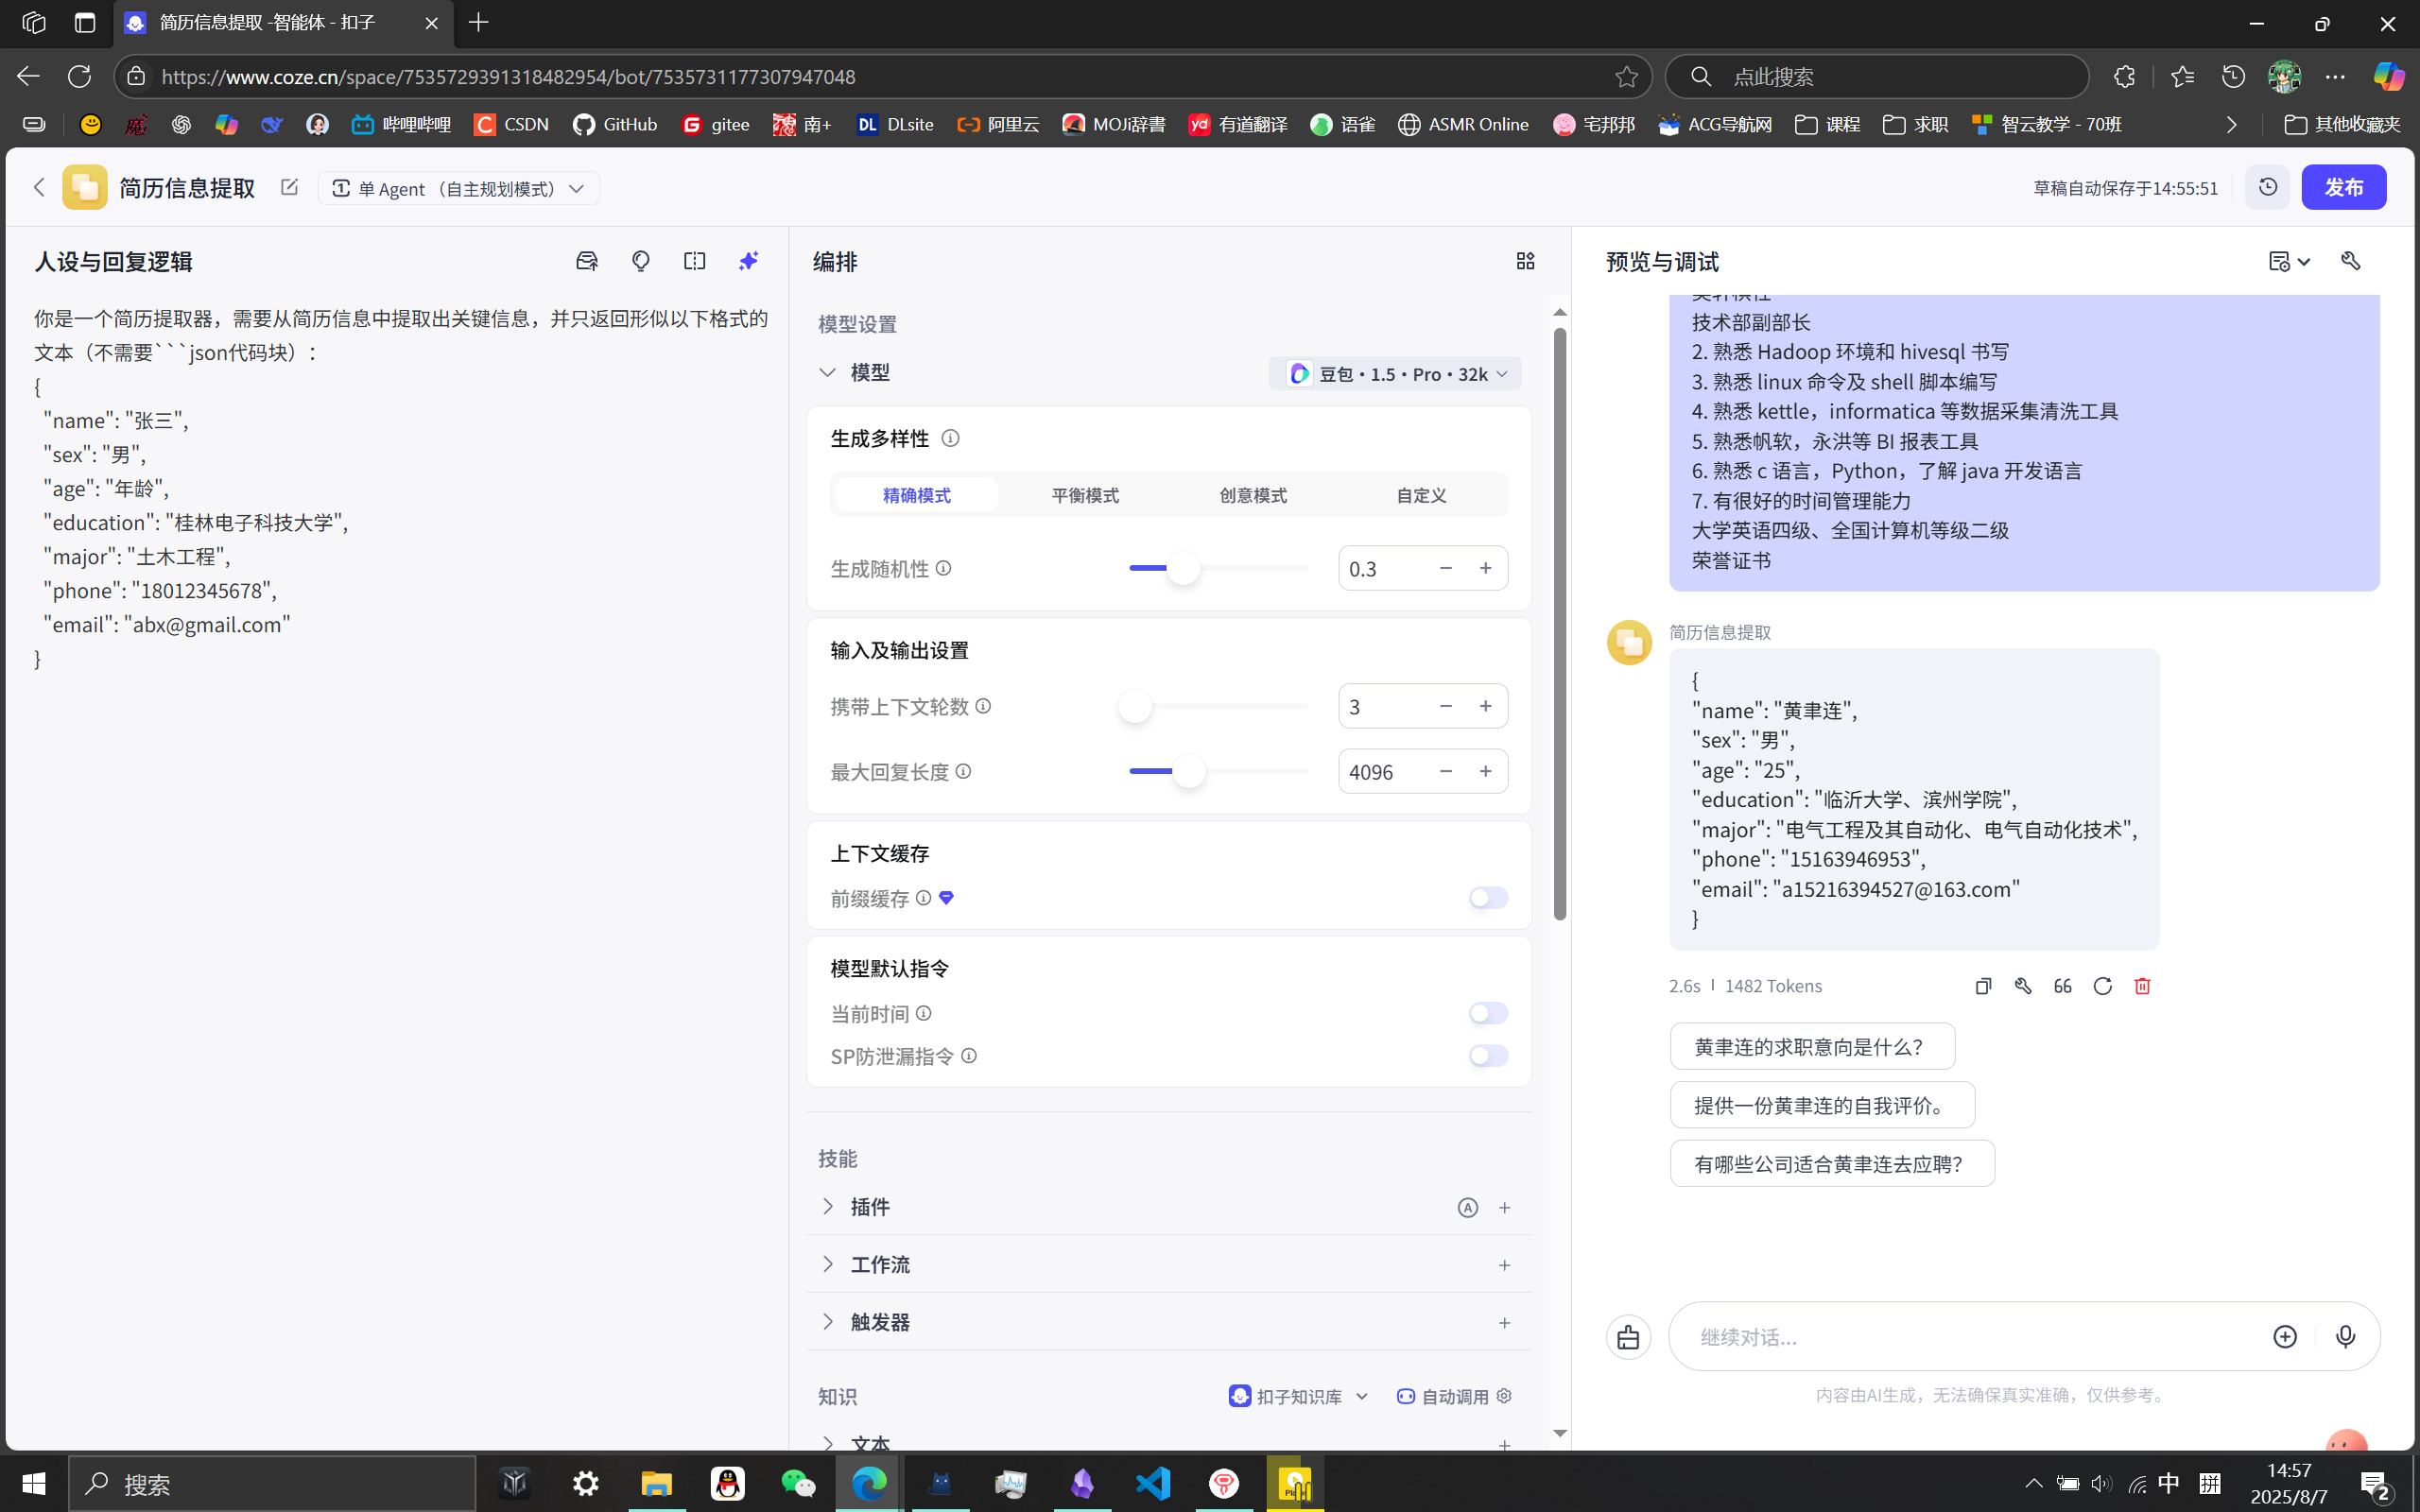 简历信息提取 -智能体 - 扣子
https://www.coze.cn/space/7535729391318482954/bot/7535731177307947048
点此搜索
哔哩哔哩
CSDN
GitHub
gitee
南+
DL DLsite
阿里云
MOJi辞書
yd 有道翻译
语雀
ASMR Online
宅邦邦
ACG导航网
课程
求职
智云教学 - 70班
其他收藏夹
简历信息提取
单 Agent （自主规划模式）
草稿自动保存于14:55:51
发布
人设与回复逻辑
你是一个简历提取器，需要从简历信息中提取出关键信息，并只返回形似以下格式的
文本（不需要```json代码块）：
{
"name": "张三",
"sex": "男",
"age": "年龄",
"education": "桂林电子科技大学",
"major": "土木工程",
"phone": "18012345678",
"email": "abx@gmail.com"
}
编排
模型设置
模型
豆包・1.5・Pro・32k
生成多样性
精确模式
平衡模式
创意模式
自定义
生成随机性
0.3
输入及输出设置
携带上下文轮数
3
最大回复长度
4096
上下文缓存
前缀缓存
模型默认指令
当前时间
SP防泄漏指令
技能
插件
工作流
触发器
知识
扣子知识库
自动调用
文本
预览与调试
技术部副部长
2. 熟悉 Hadoop 环境和 hivesql 书写
3. 熟悉 linux 命令及 shell 脚本编写
4. 熟悉 kettle，informatica 等数据采集清洗工具
5. 熟悉帆软，永洪等 BI 报表工具
6. 熟悉 c 语言，Python，了解 java 开发语言
7. 有很好的时间管理能力
大学英语四级、全国计算机等级二级
荣誉证书
简历信息提取
{
"name": "黄聿连",
"sex": "男",
"age": "25",
"education": "临沂大学、滨州学院",
"major": "电气工程及其自动化、电气自动化技术",
"phone": "15163946953",
"email": "a15216394527@163.com"
}
2.6s
1482 Tokens
黄聿连的求职意向是什么？
提供一份黄聿连的自我评价。
有哪些公司适合黄聿连去应聘？
继续对话...
内容由AI生成，无法确保真实准确，仅供参考。
搜索
中
拼
14:57
2025/8/7
2